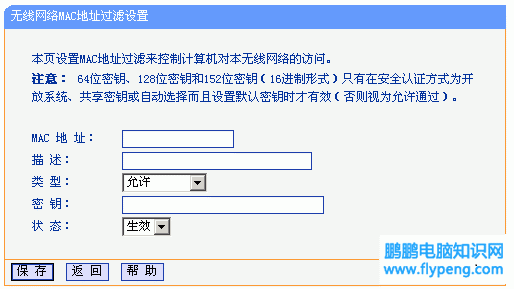 无线网络MAC地址过滤设置
本页设置MAC地址过滤来控制计算机对本无线网络的访问。
注意： 64位密钥、128位密钥和152位密钥（16进制形式）只有在安全认证方式为开
放系统、共享密钥或自动选择而且设置默认密钥时才有效（否则视为允许通过）。
MAC 地 址：
描 述：
类 型： 允许
密 钥：
状 态： 生效
保 存 返 回 帮 助
鹏鹏电脑知识网
www.flypeng.com